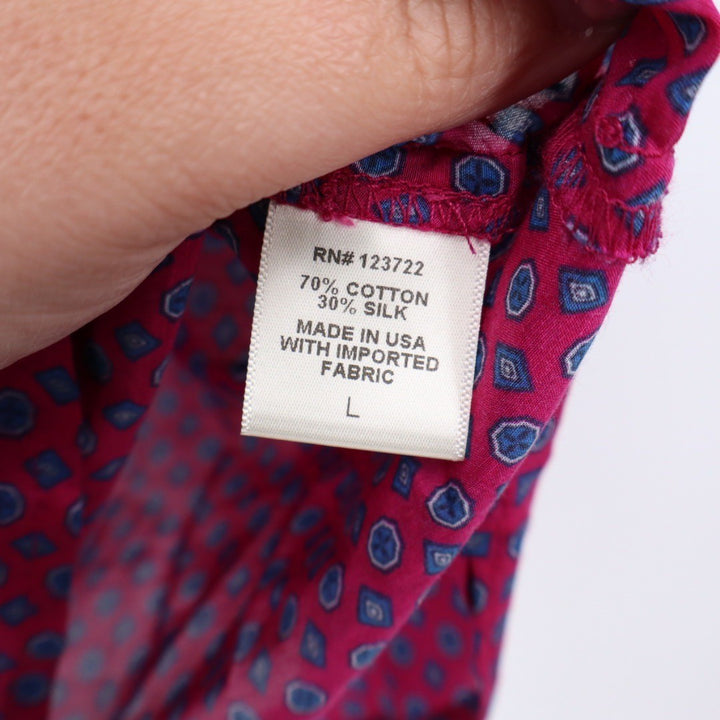 RN# 123722
70% COTTON
30% SILK
MADE IN USA
WITH IMPORTED
FABRIC
L